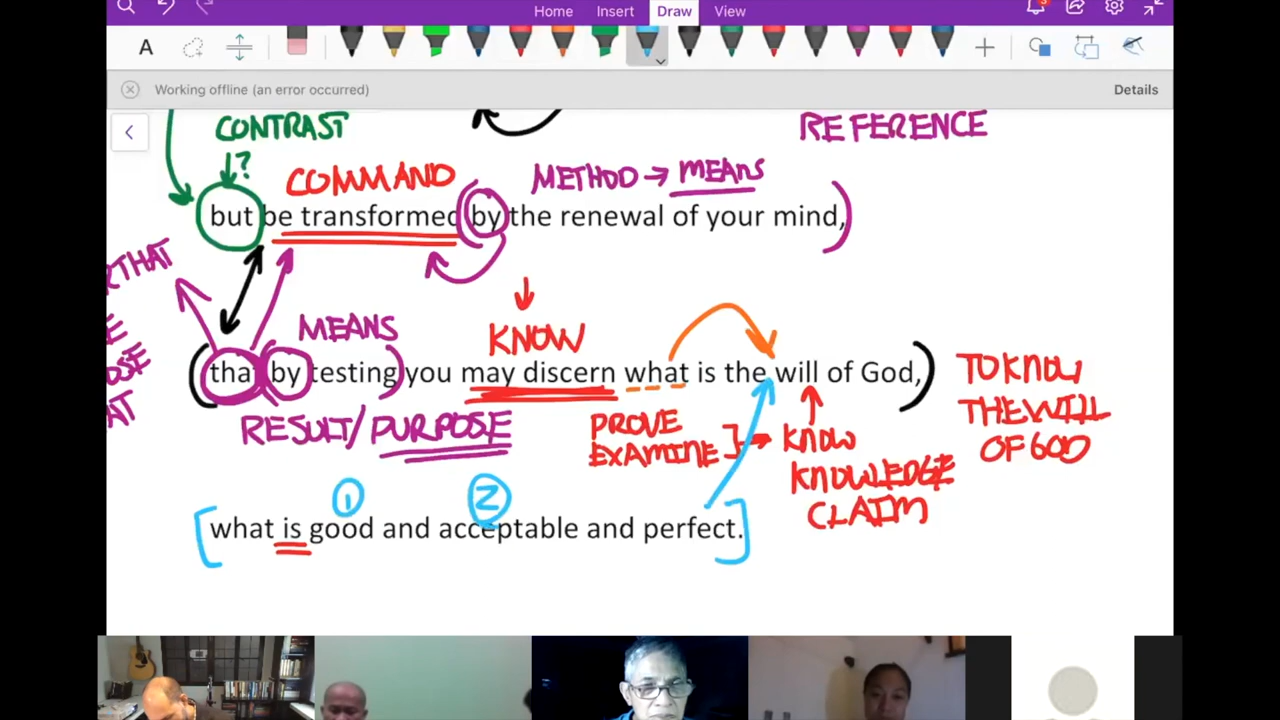 Home Insert Draw View
3
A
Working offline (an error occurred) Details
CONTRAST
REFERENCE
?
COMMAND
METHOD → MEANS
but be transformed by the renewal of your mind,
THAT
KNOW
MEANS
(that (by testing) you may discern what is the will of God,)
TO KNOW
THE WILL
OF GOD
RESULT/PURPOSE
PROVE
EXAMINE
KNOW
KNOWLEDGE
CLAIM
1 2
[what is good and acceptable and perfect.]